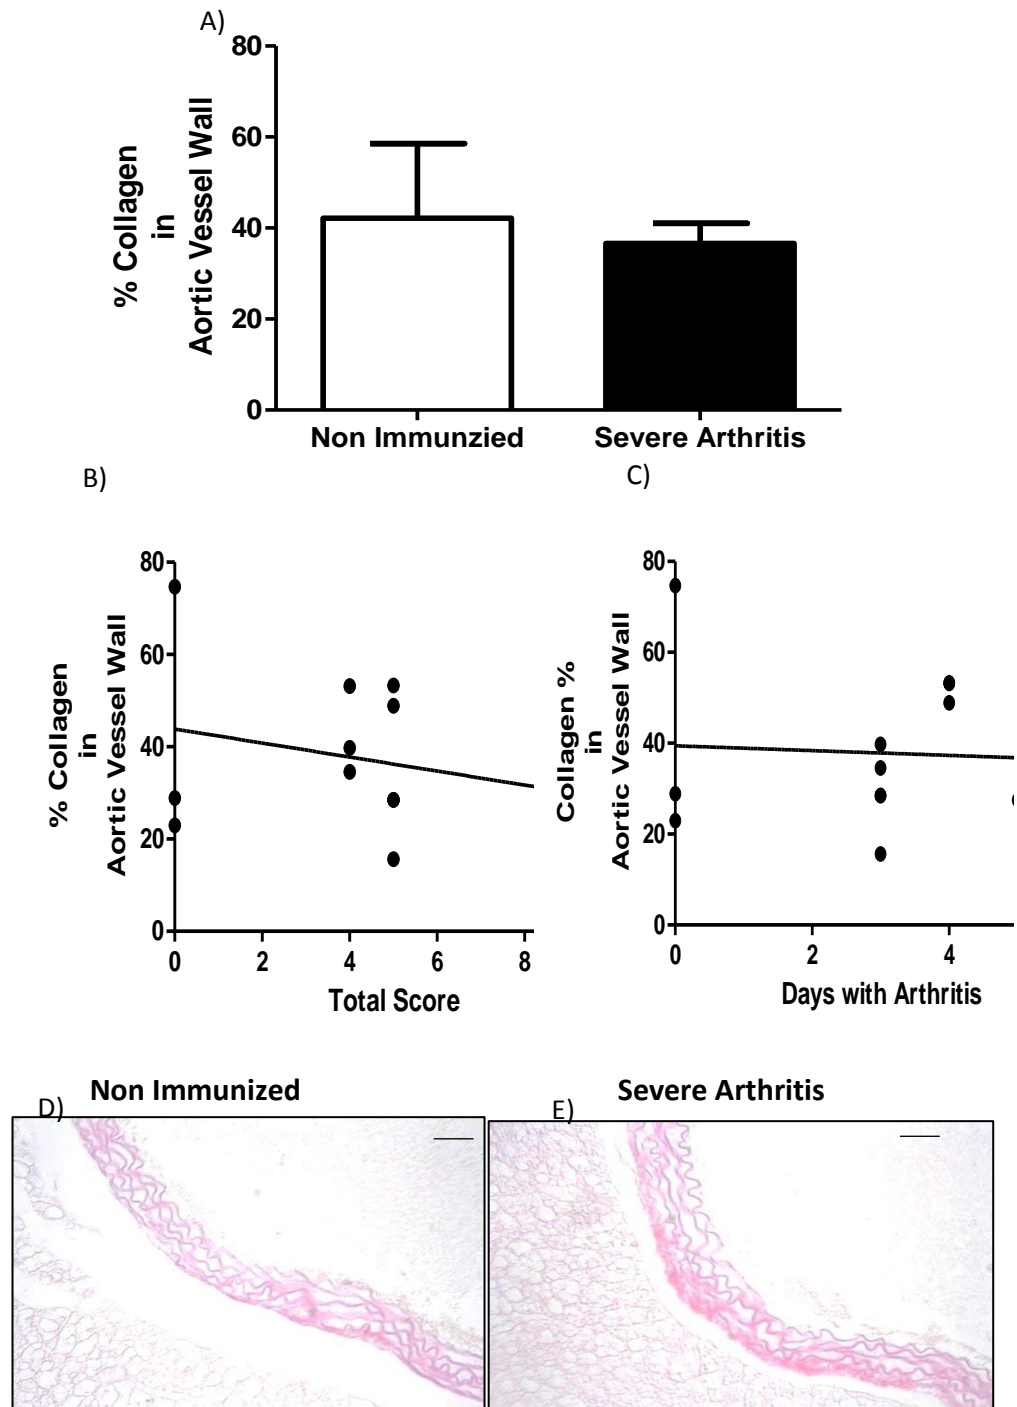 A)
80
60
40
20
0
% Collagen
in
Aortic Vessel Wall
Non Immunzied
Severe Arthritis
B)
80
60
40
20
0
% Collagen
in
Aortic Vessel Wall
0 2 4 6 8
Total Score
C)
80
60
40
20
0
Collagen %
in
Aortic Vessel Wall
0 2 4
Days with Arthritis
Non Immunized
Severe Arthritis
D)
E)